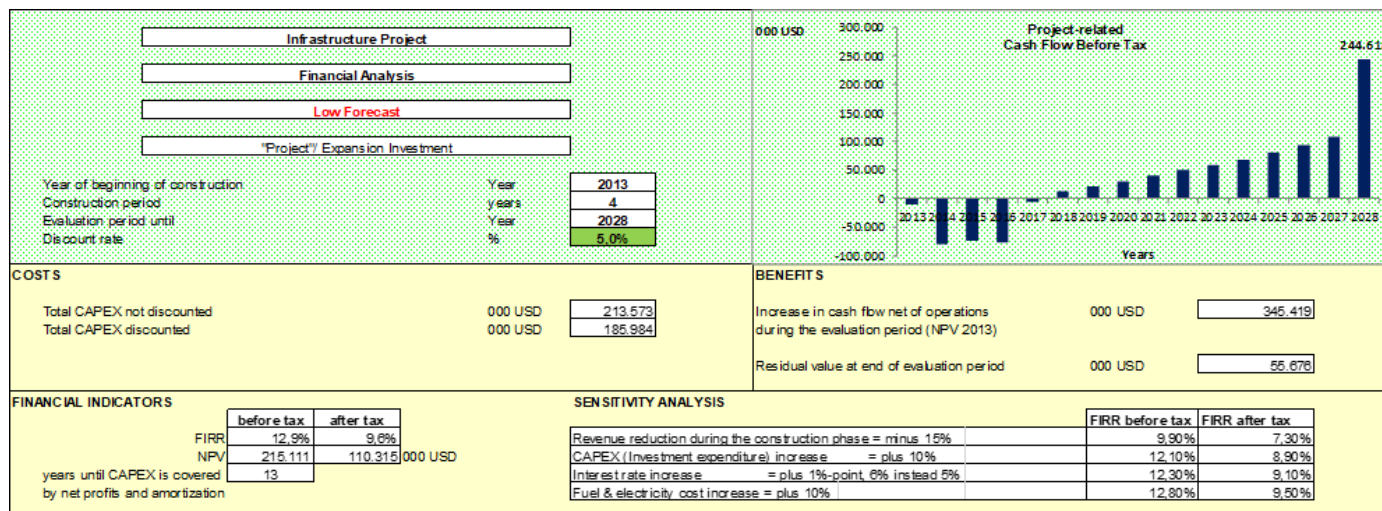 Infrastructure Project
Financial Analysis
Low Forecast
"Project"/ Expansion Investment
Year of beginning of construction Year 2013
Construction period years 4
Evaluation period until Year 2028
Discount rate % 5,0%
000 USD
Project-related
Cash Flow Before Tax
244.61
300.000
250.000
200.000
150.000
100.000
50.000
0
-50.000
-100.000
2013 2014 2015 2016 2017 2018 2019 2020 2021 2022 2023 2024 2025 2026 2027 2028
Years
COSTS
Total CAPEX not discounted 000 USD 213.573
Total CAPEX discounted 000 USD 185.984
BENEFITS
Increase in cash flow net of operations 000 USD 345.419
during the evaluation period (NPV 2013)
Residual value at end of evaluation period 000 USD 55.676
FINANCIAL INDICATORS
before tax after tax
FIRR 12,9% 9,6%
NPV 215.111 110.315 000 USD
years until CAPEX is covered 13
by net profits and amortization
SENSITIVITY ANALYSIS
FIRR before tax FIRR after tax
Revenue reduction during the construction phase = minus 15% 9,90% 7,30%
CAPEX (Investment expenditure) increase = plus 10% 12,10% 8,90%
Interest rate increase = plus 1%-point, 6% instead 5% 12,30% 9,10%
Fuel & electricity cost increase = plus 10% 12,80% 9,50%